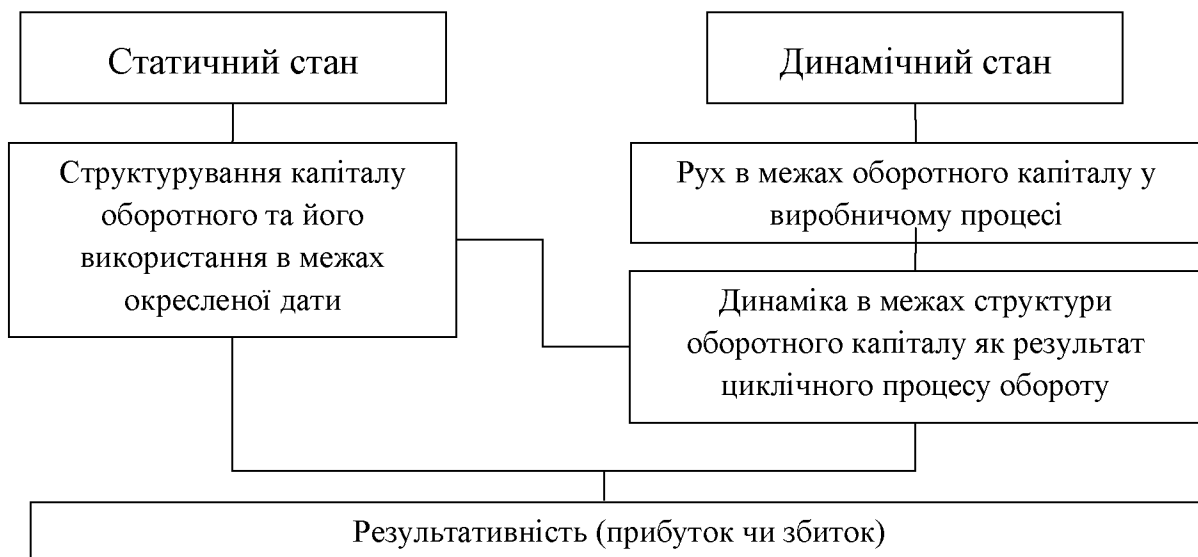 Статичний стан
Динамічний стан
Структурування капіталу
оборотного та його
використання в межах
окресленої дати
Рух в межах оборотного капіталу у
виробничому процесі
Динаміка в межах структури
оборотного капіталу як результат
циклічного процесу обороту
Результативність (прибуток чи збиток)